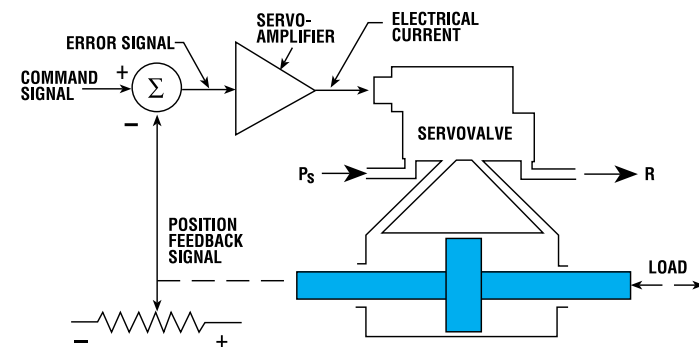 SERVO-
AMPLIFIER
ELECTRICAL
CURRENT
ERROR SIGNAL
COMMAND
SIGNAL
+
Σ
−
SERVOVALVE
PS
R
POSITION
FEEDBACK
SIGNAL
LOAD
−
+